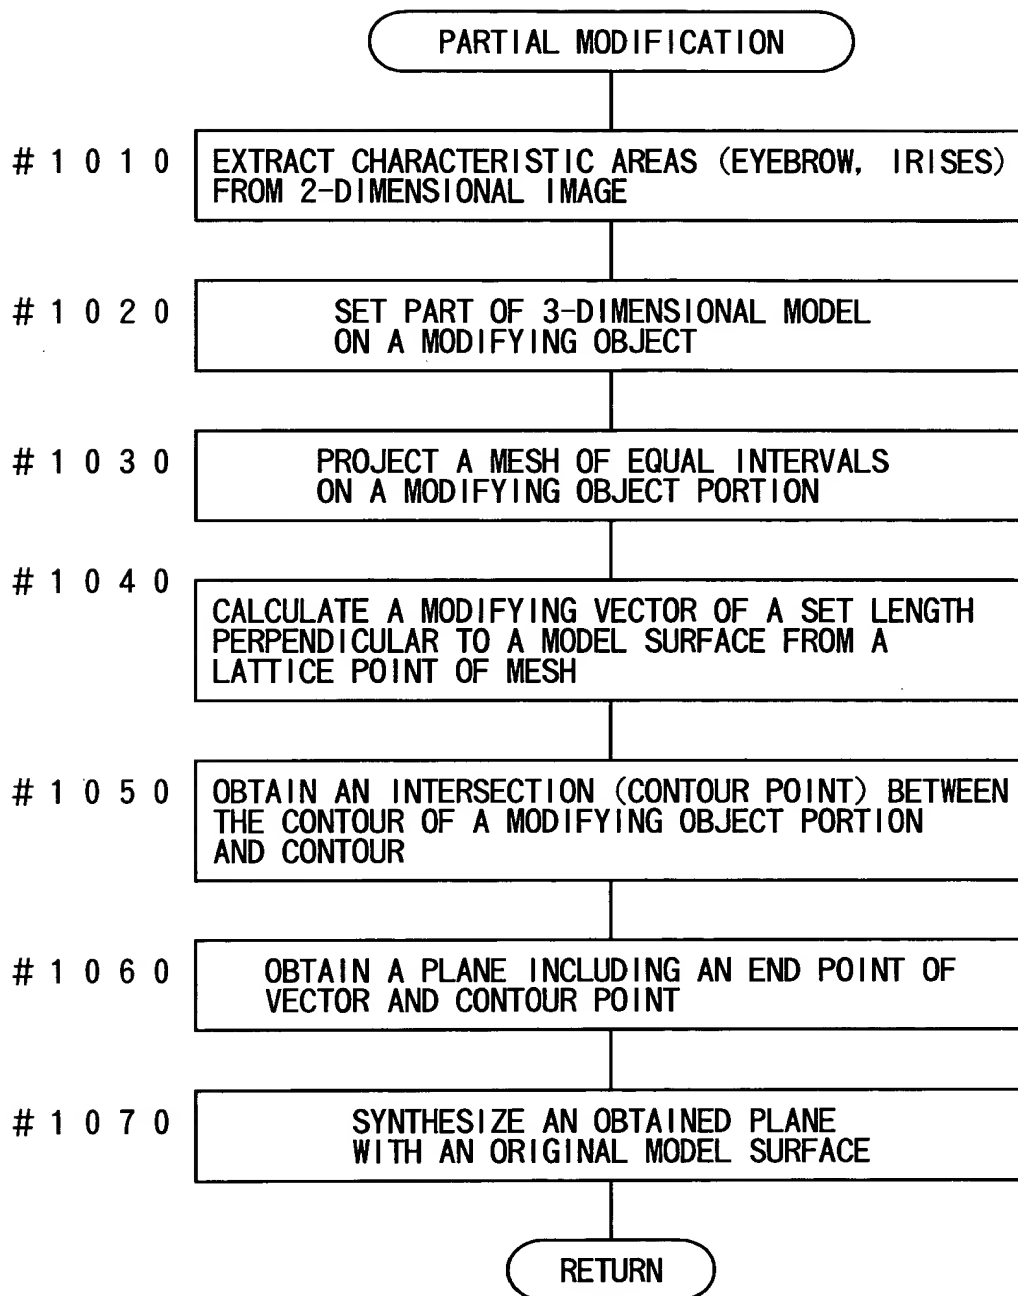 PARTIAL MODIFICATION
#1010
EXTRACT CHARACTERISTIC AREAS (EYEBROW, IRISES)
FROM 2-DIMENSIONAL IMAGE
#1020
SET PART OF 3-DIMENSIONAL MODEL
ON A MODIFYING OBJECT
#1030
PROJECT A MESH OF EQUAL INTERVALS
ON A MODIFYING OBJECT PORTION
#1040
CALCULATE A MODIFYING VECTOR OF A SET LENGTH
PERPENDICULAR TO A MODEL SURFACE FROM A
LATTICE POINT OF MESH
#1050
OBTAIN AN INTERSECTION (CONTOUR POINT) BETWEEN
THE CONTOUR OF A MODIFYING OBJECT PORTION
AND CONTOUR
#1060
OBTAIN A PLANE INCLUDING AN END POINT OF
VECTOR AND CONTOUR POINT
#1070
SYNTHESIZE AN OBTAINED PLANE
WITH AN ORIGINAL MODEL SURFACE
RETURN